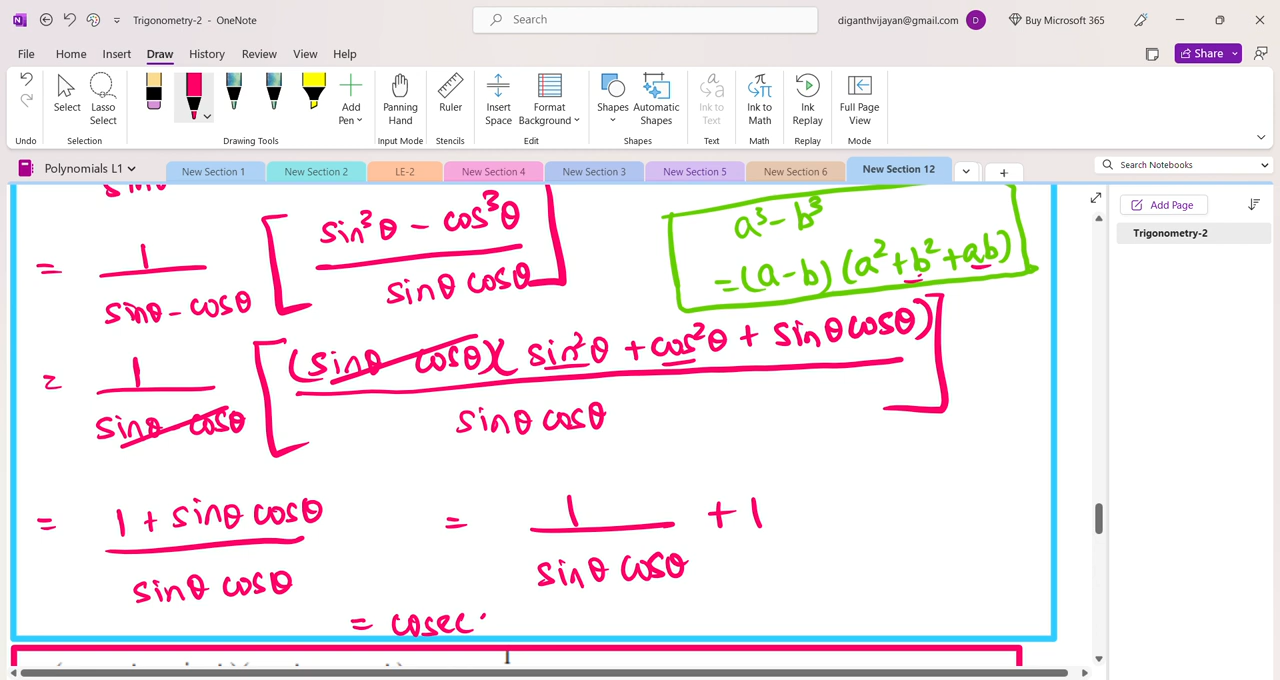 Trigonometry-2 - OneNote
Search
diganthvijayan@gmail.com D
Buy Microsoft 365
File Home Insert Draw History Review View Help
Share
Undo
Select
Lasso Select
Add Pen
Panning Hand
Ruler
Insert Space
Format Background
Shapes
Automatic Shapes
Ink to Text
Ink to Math
Ink Replay
Full Page View
Undo Selection Drawing Tools Input Mode Stencils Edit Shapes Text Math Replay Mode
Polynomials L1
New Section 1 New Section 2 LE-2 New Section 4 New Section 3 New Section 5 New Section 6 New Section 12
Search Notebooks
Add Page
Trigonometry-2
a³ - b³
= (a-b) (a² + b² + ab)
= 1/(sinθ - cosθ) [(sin³θ - cos³θ)/(sinθ cosθ)]
= 1/(sinθ - cosθ) [(sinθ - cosθ)(sin²θ + cos²θ + sinθ cosθ)/(sinθ cosθ)]
= (1 + sinθ cosθ)/(sinθ cosθ) = 1/(sinθ cosθ) + 1
= cosec